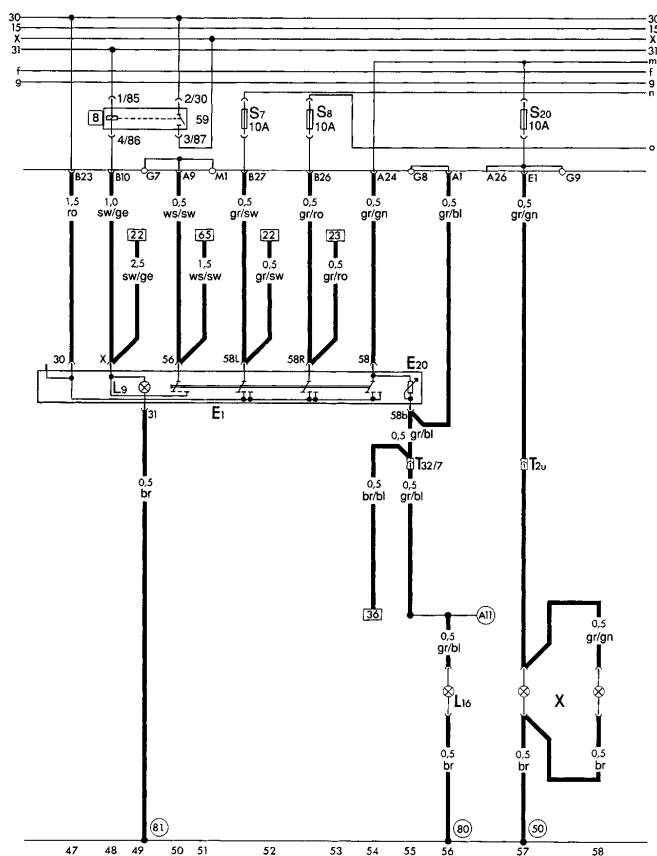 30 30
15 15
X X
31 31
m
f f
g g
n
1/85 2/30 S7 S8 S20
8 59 10A 10A 10A
4/86 3/87
o
B23 B10 G7 A9 M1 B27 B26 A24 G8 A1 A26 E1 G9
1,5 1,0 0,5 0,5 0,5 0,5 0,5 0,5
ro sw/ge ws/sw gr/sw gr/ro gr/gn gr/bl gr/gn
22 65 22 23
2,5 1,5 0,5 0,5
sw/ge ws/sw gr/sw gr/ro
30 X 56 58L 58R 58 E20
L9
E1
31 58b
0,5 gr/bl
T32/7 T2u
0,5 0,5 0,5
br br/bl gr/bl
36 A11
0,5 0,5
gr/bl gr/gn
L16 X
0,5 0,5 0,5
br br br
81 80 50
47 48 49 50 51 52 53 54 55 56 57 58